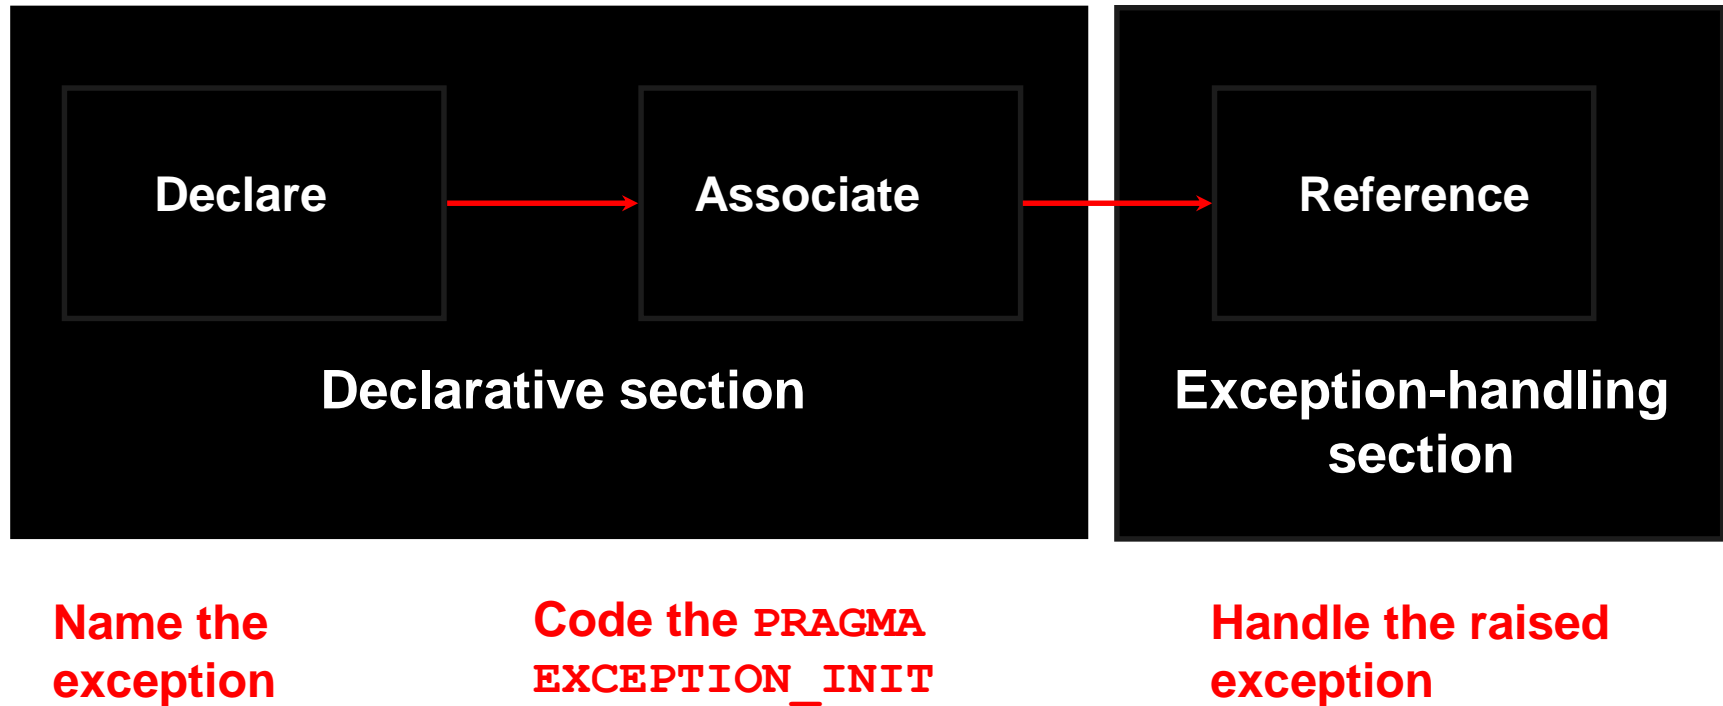 Declare
Associate
Reference
Declarative section
Exception-handling
section
Name the
exception
Code the PRAGMA
EXCEPTION_INIT
Handle the raised
exception